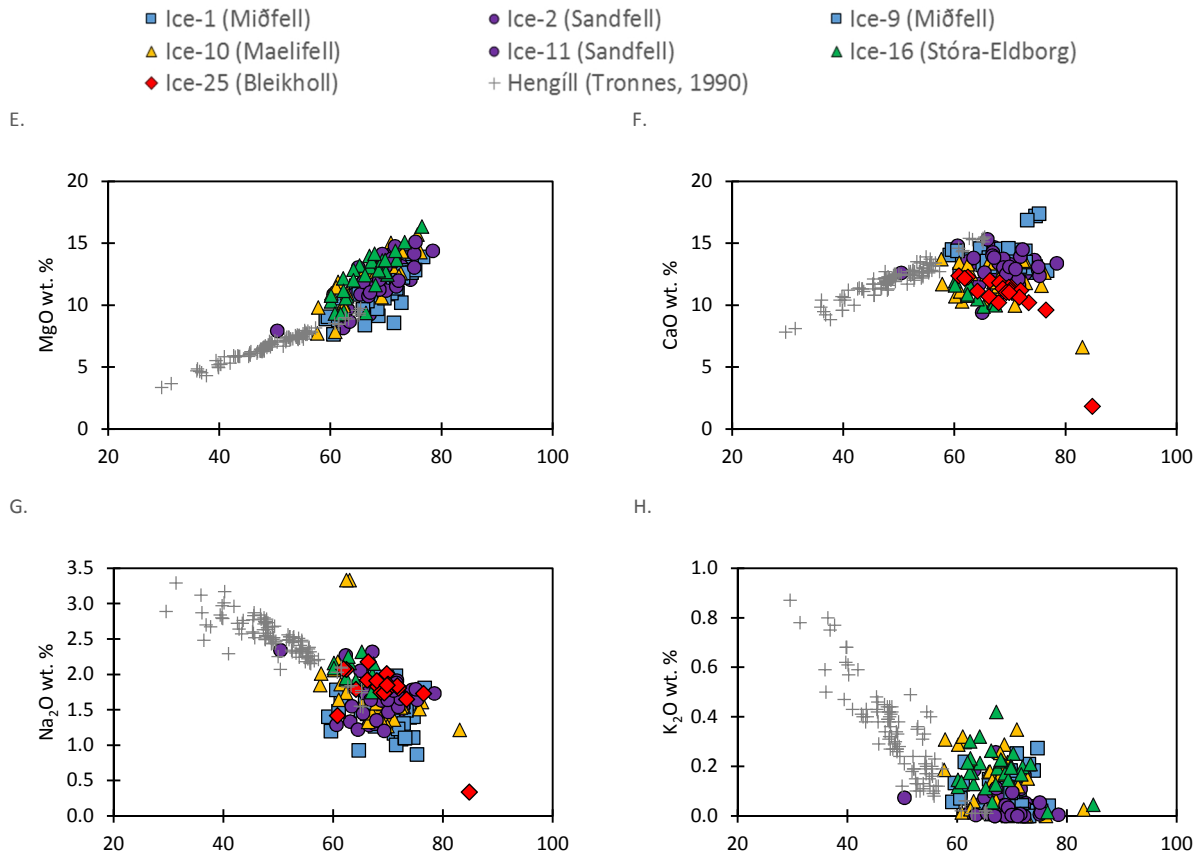 Ice-1 (Miðfell) Ice-2 (Sandfell) Ice-9 (Miðfell)
Ice-10 (Maelifell) Ice-11 (Sandfell) Ice-16 (Stóra-Eldborg)
Ice-25 (Bleikholl) Hengíll (Tronnes, 1990)
E. F.
20
15
10
5
0
MgO wt. %
20 40 60 80 100
20
15
10
5
0
CaO wt. %
20 40 60 80 100
G. H.
3.5
3.0
2.5
2.0
1.5
1.0
0.5
0.0
Na₂O wt. %
20 40 60 80 100
1.0
0.8
0.6
0.4
0.2
0.0
K₂O wt. %
20 40 60 80 100